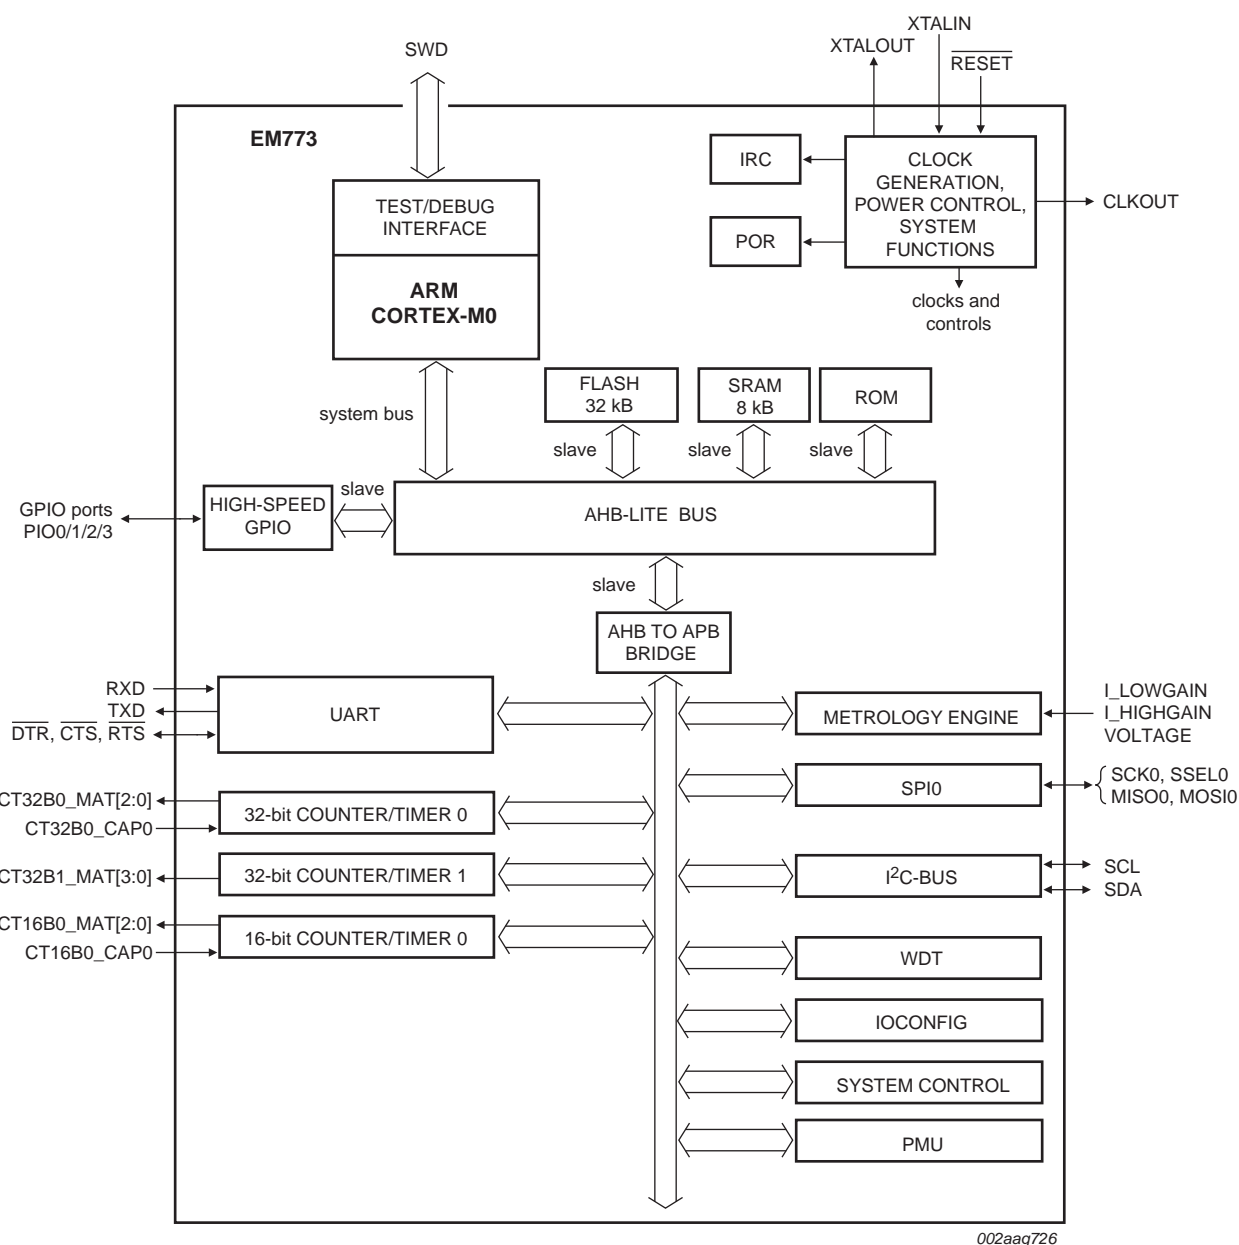 XTALIN
XTALOUT
RESET
SWD
EM773
IRC
POR
CLOCK
GENERATION,
POWER CONTROL,
SYSTEM
FUNCTIONS
CLKOUT
clocks and
controls
TEST/DEBUG
INTERFACE
ARM
CORTEX-M0
system bus
FLASH
32 kB
SRAM
8 kB
ROM
slave
slave
slave
GPIO ports
PIO0/1/2/3
HIGH-SPEED
GPIO
slave
AHB-LITE BUS
slave
AHB TO APB
BRIDGE
RXD
TXD
DTR, CTS, RTS
UART
METROLOGY ENGINE
I_LOWGAIN
I_HIGHGAIN
VOLTAGE
CT32B0_MAT[2:0]
CT32B0_CAP0
32-bit COUNTER/TIMER 0
SPI0
SCK0, SSEL0
MISO0, MOSI0
CT32B1_MAT[3:0]
32-bit COUNTER/TIMER 1
I²C-BUS
SCL
SDA
CT16B0_MAT[2:0]
CT16B0_CAP0
16-bit COUNTER/TIMER 0
WDT
IOCONFIG
SYSTEM CONTROL
PMU
002aag726